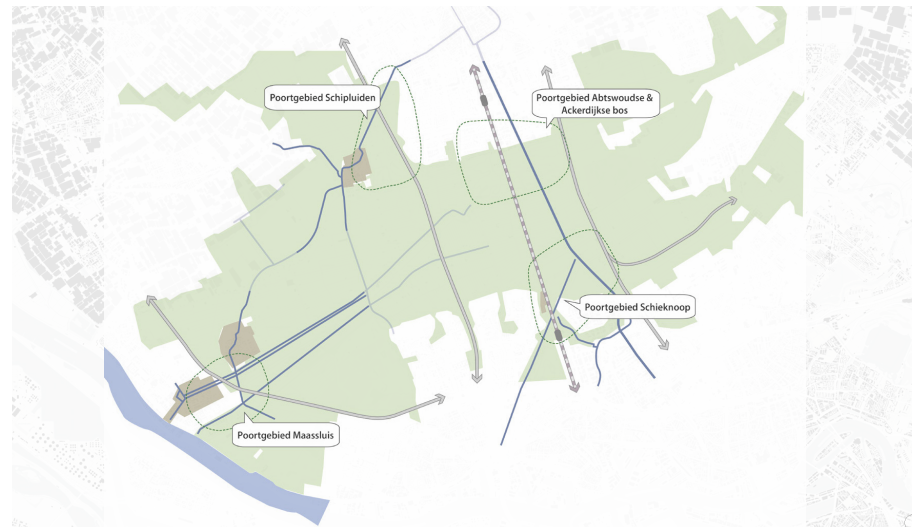 Poortgebied Schipluiden
Poortgebied Abtswoudse &
Ackerdijkse bos
Poortgebied Schieknoop
Poortgebied Maassluis